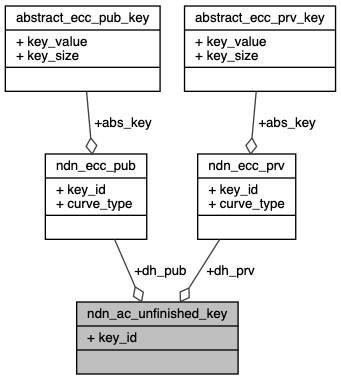 abstract_ecc_pub_key
+ key_value
+ key_size
abstract_ecc_prv_key
+ key_value
+ key_size
+abs_key
+abs_key
ndn_ecc_pub
+ key_id
+ curve_type
ndn_ecc_prv
+ key_id
+ curve_type
+dh_pub
+dh_prv
ndn_ac_unfinished_key
+ key_id